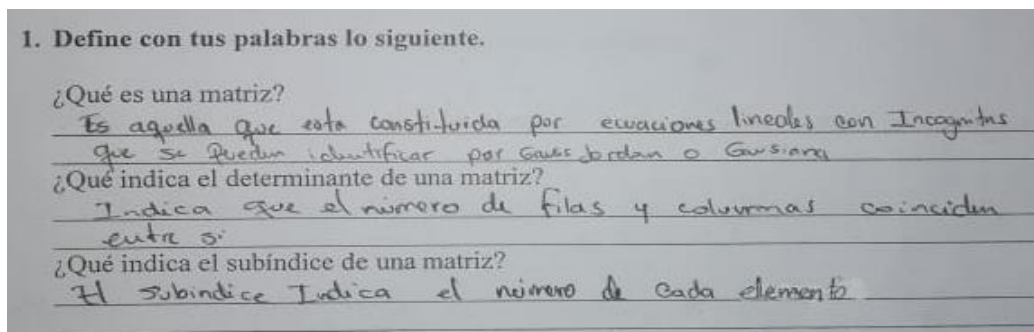 1. Define con tus palabras lo siguiente.
¿Qué es una matriz?
Es aquella que esta constituida por ecuaciones lineales con Incognitas
que se Pueden identificar por Gauss Jordan o Gausiana
¿Qué indica el determinante de una matriz?
Indica que el número de filas y columnas coinciden
entre si
¿Qué indica el subíndice de una matriz?
El Subindice Indica el número de Cada elemento